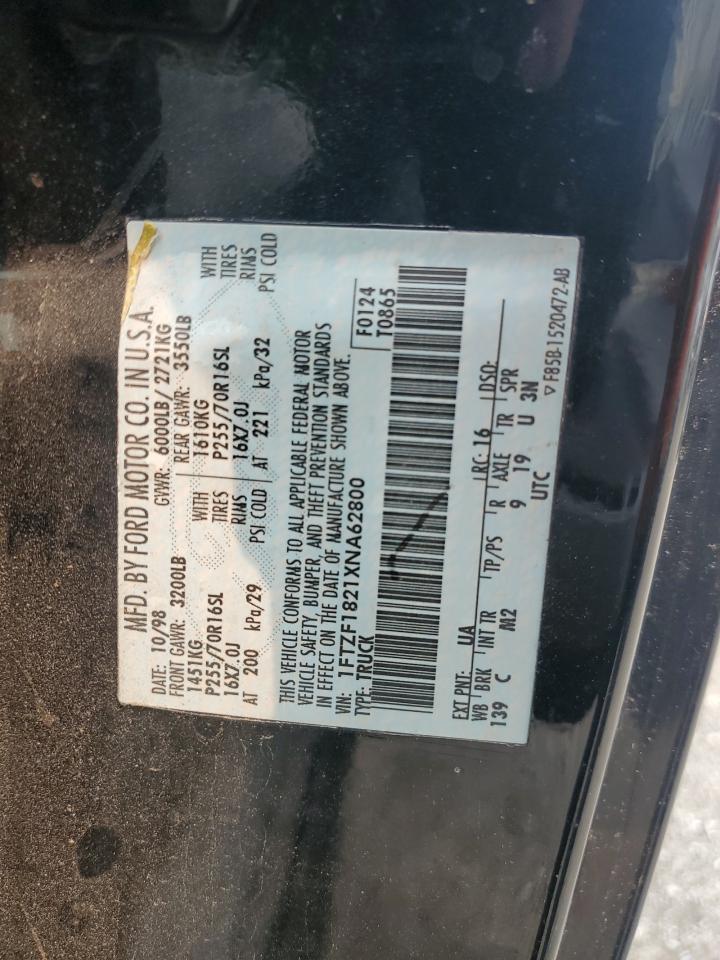 MFD. BY FORD MOTOR CO. IN U.S.A.
DATE: 10/98 GVWR: 6000LB/ 2721KG
FRONT GAWR: 3200LB REAR GAWR: 3550LB
1451KG WITH 1610KG WITH
P255/70R16SL TIRES P255/70R16SL TIRES
16X7.0J RIMS 16X7.0J RIMS
AT 200 kPa/29 PSI COLD AT 221 kPa/32 PSI COLD
THIS VEHICLE CONFORMS TO ALL APPLICABLE FEDERAL MOTOR
VEHICLE SAFETY, BUMPER, AND THEFT PREVENTION STANDARDS
IN EFFECT ON THE DATE OF MANUFACTURE SHOWN ABOVE.
VIN: 1FTZF1821XNA62800 F0124
TYPE: TRUCK T0865
EXT PNT: UA RC: 16 DSO:
WB BRK INT TR TP/PS R AXLE TR SPR
139 C M2 9 19 U 3N
UTC
▽F85B-1520472-AB